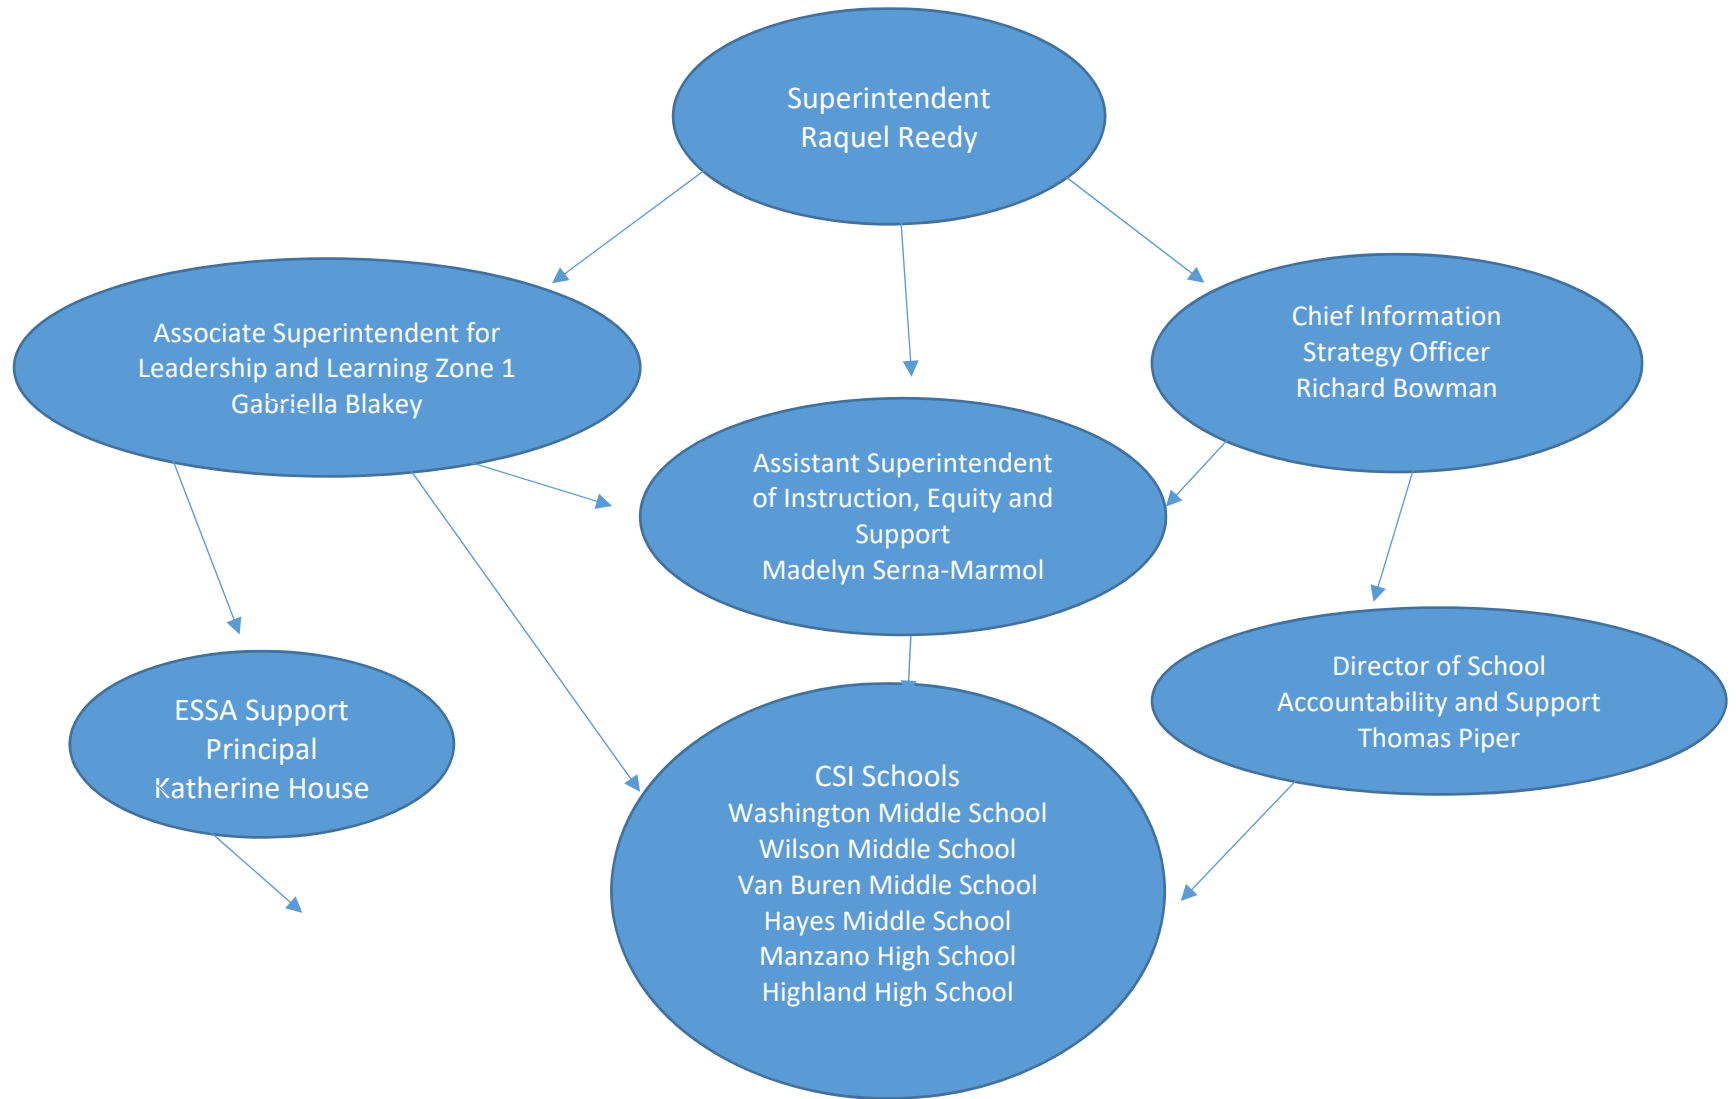 Superintendent
Raquel Reedy
Associate Superintendent for
Leadership and Learning Zone 1
Gabriella Blakey
Chief Information
Strategy Officer
Richard Bowman
Assistant Superintendent
of Instruction, Equity and
Support
Madelyn Serna-Marmol
ESSA Support
Principal
Katherine House
Director of School
Accountability and Support
Thomas Piper
CSI Schools
Washington Middle School
Wilson Middle School
Van Buren Middle School
Hayes Middle School
Manzano High School
Highland High School